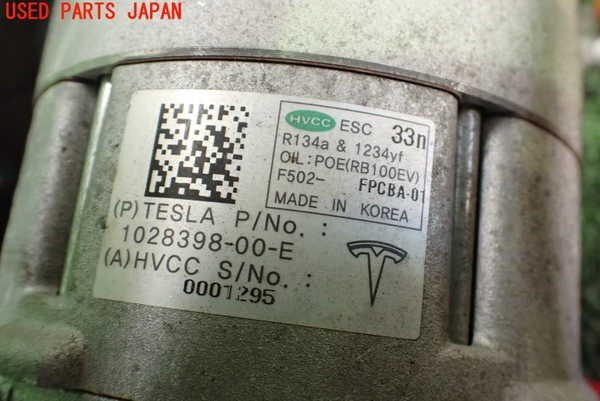 USED PARTS JAPAN
HVCC ESC 33n
R134a & 1234yf
OIL:POE(RB100EV)
F502- FPCBA-01
MADE IN KOREA
(P)TESLA P/No. :
1028398-00-E
(A)HVCC S/No. :
0001295